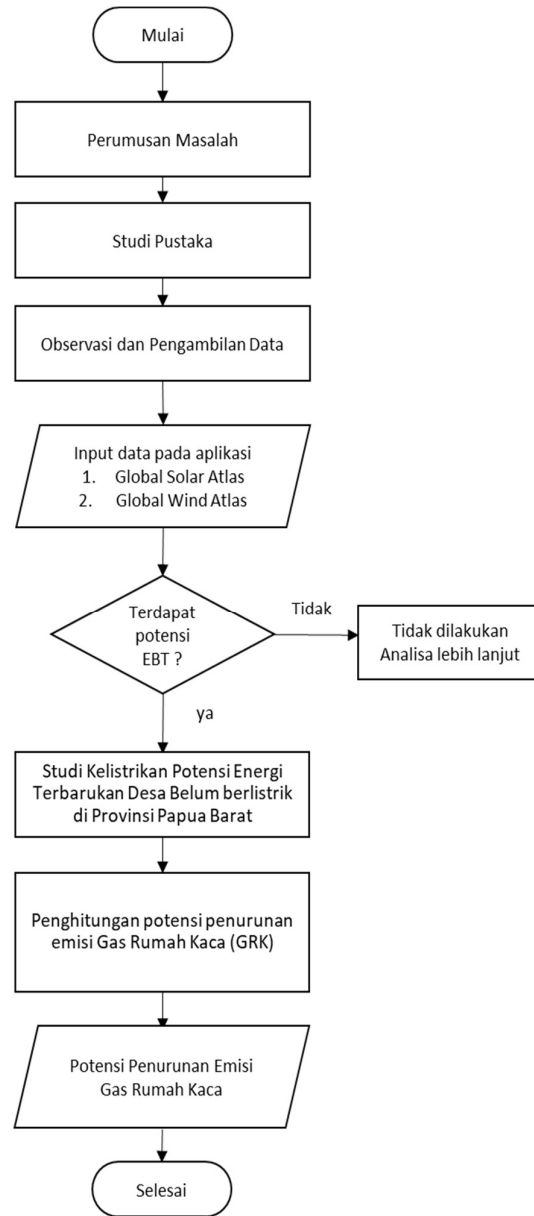 Mulai
Perumusan Masalah
Studi Pustaka
Observasi dan Pengambilan Data
Input data pada aplikasi
1. Global Solar Atlas
2. Global Wind Atlas
Terdapat
potensi
EBT ?
Tidak
Tidak dilakukan
Analisa lebih lanjut
ya
Studi Kelistrikan Potensi Energi
Terbarukan Desa Belum berlistrik
di Provinsi Papua Barat
Penghitungan potensi penurunan
emisi Gas Rumah Kaca (GRK)
Potensi Penurunan Emisi
Gas Rumah Kaca
Selesai